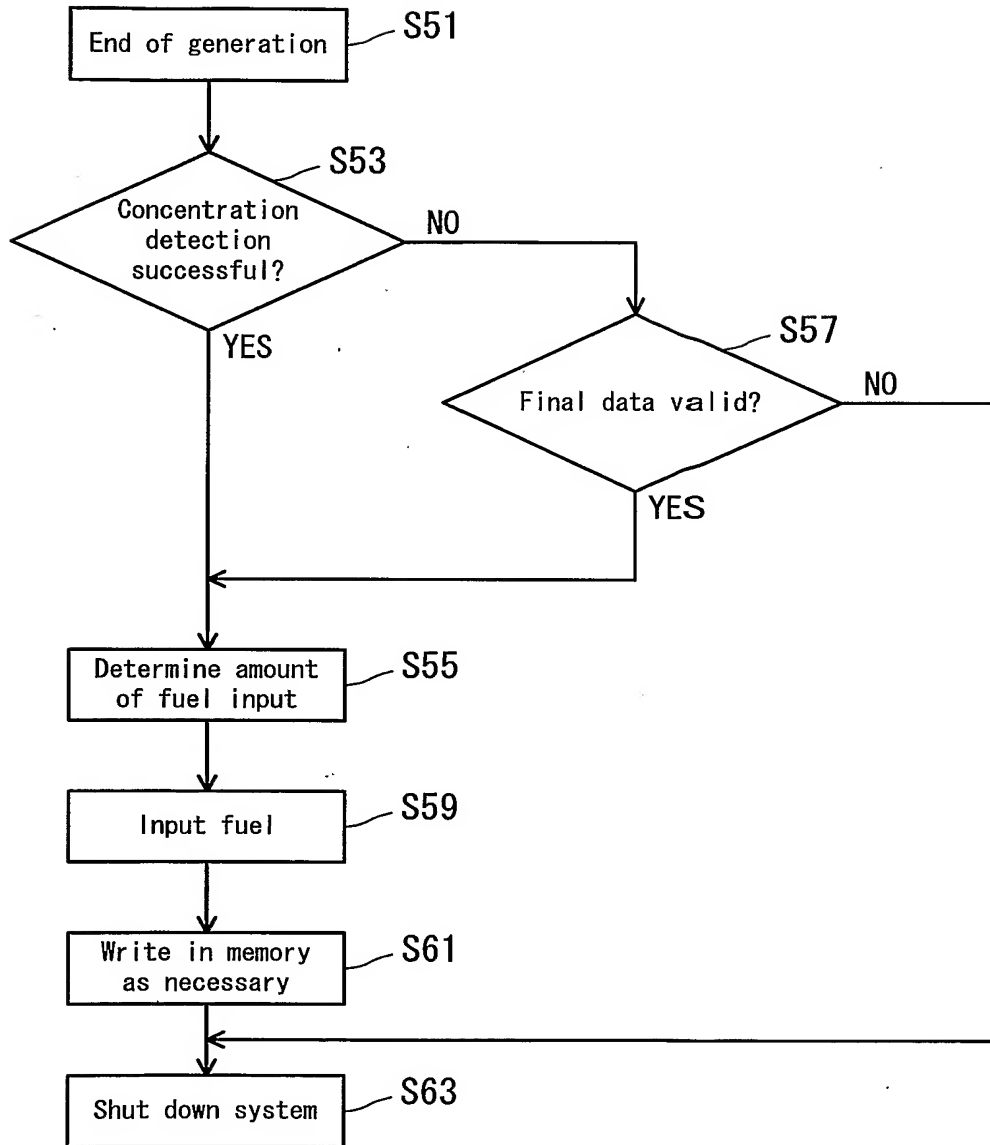 End of generation
S51
S53
Concentration
detection
successful?
NO
YES
S57
Final data valid?
NO
YES
Determine amount
of fuel input
S55
Input fuel
S59
Write in memory
as necessary
S61
Shut down system
S63